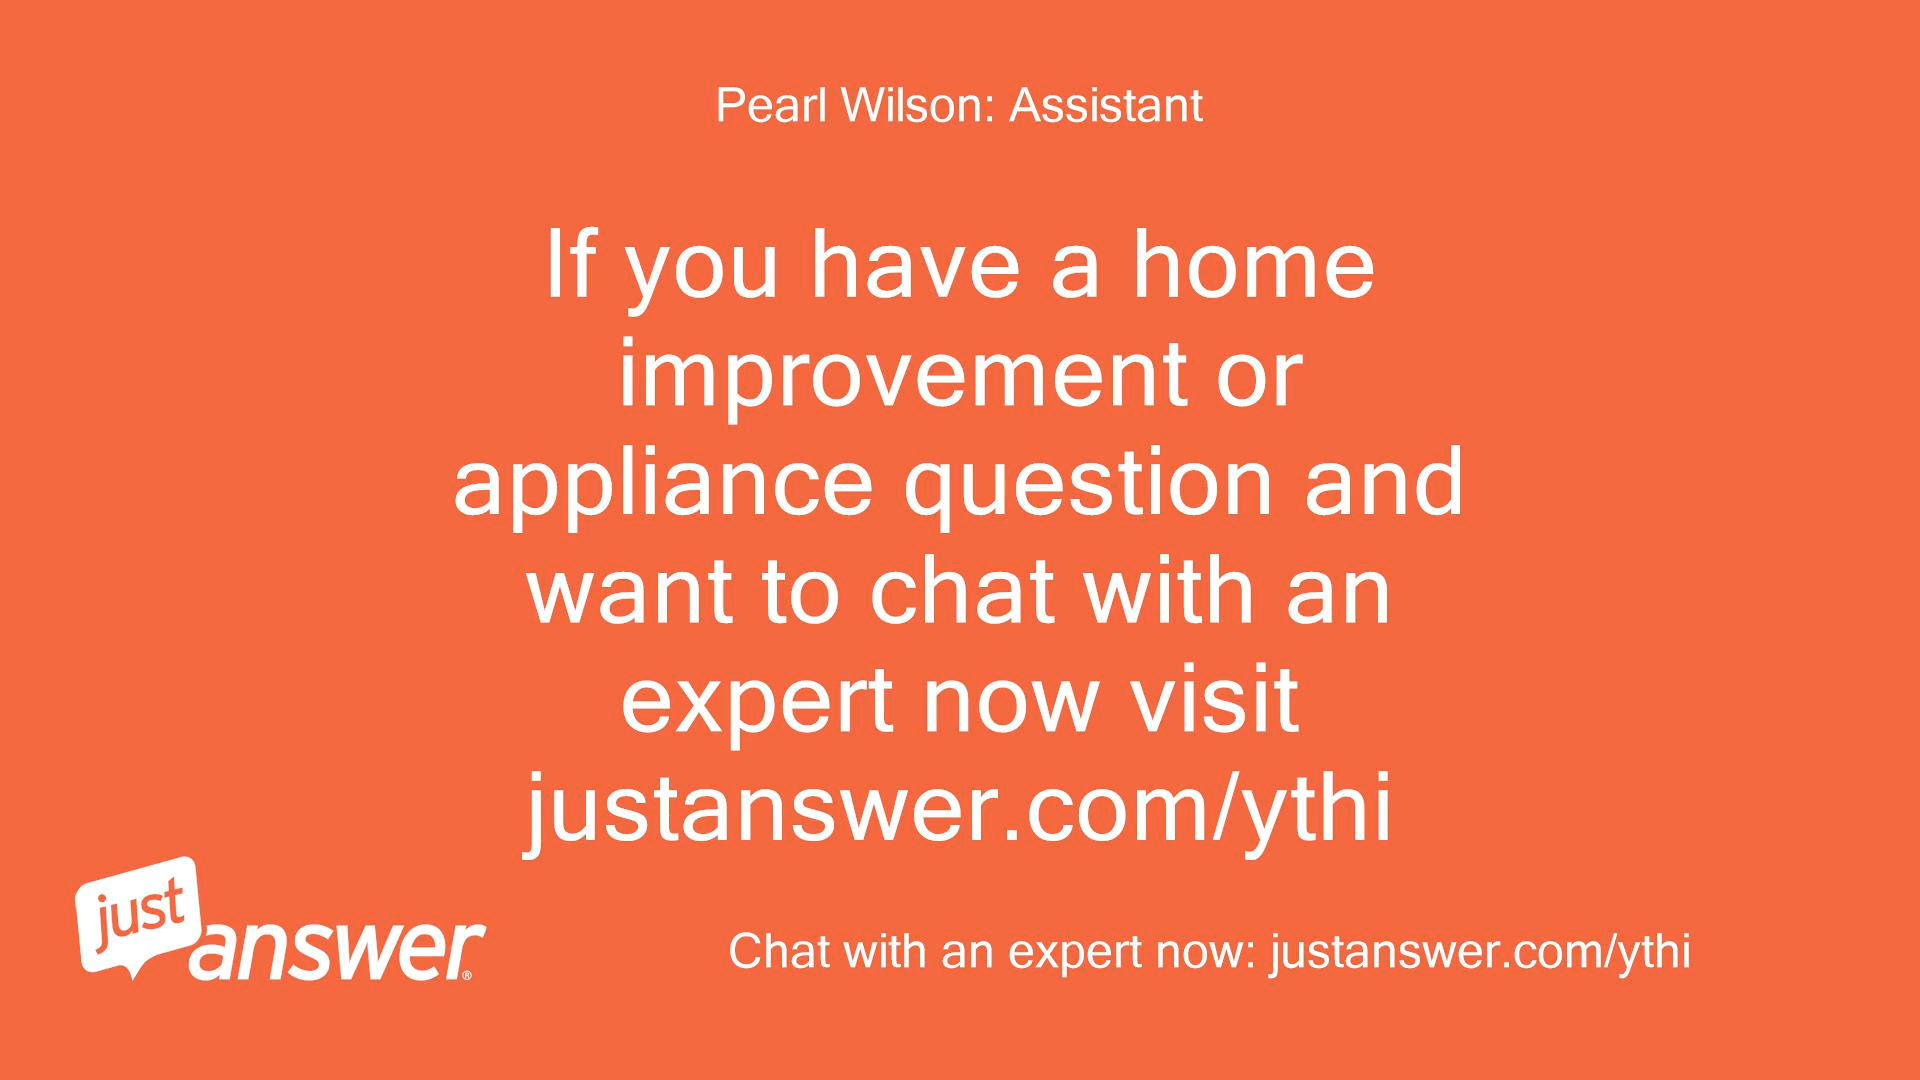 Pearl Wilson: Assistant
If you have a home
improvement or
appliance question and
want to chat with an
expert now visit
justanswer.com/ythi
just
answer®
Chat with an expert now: justanswer.com/ythi